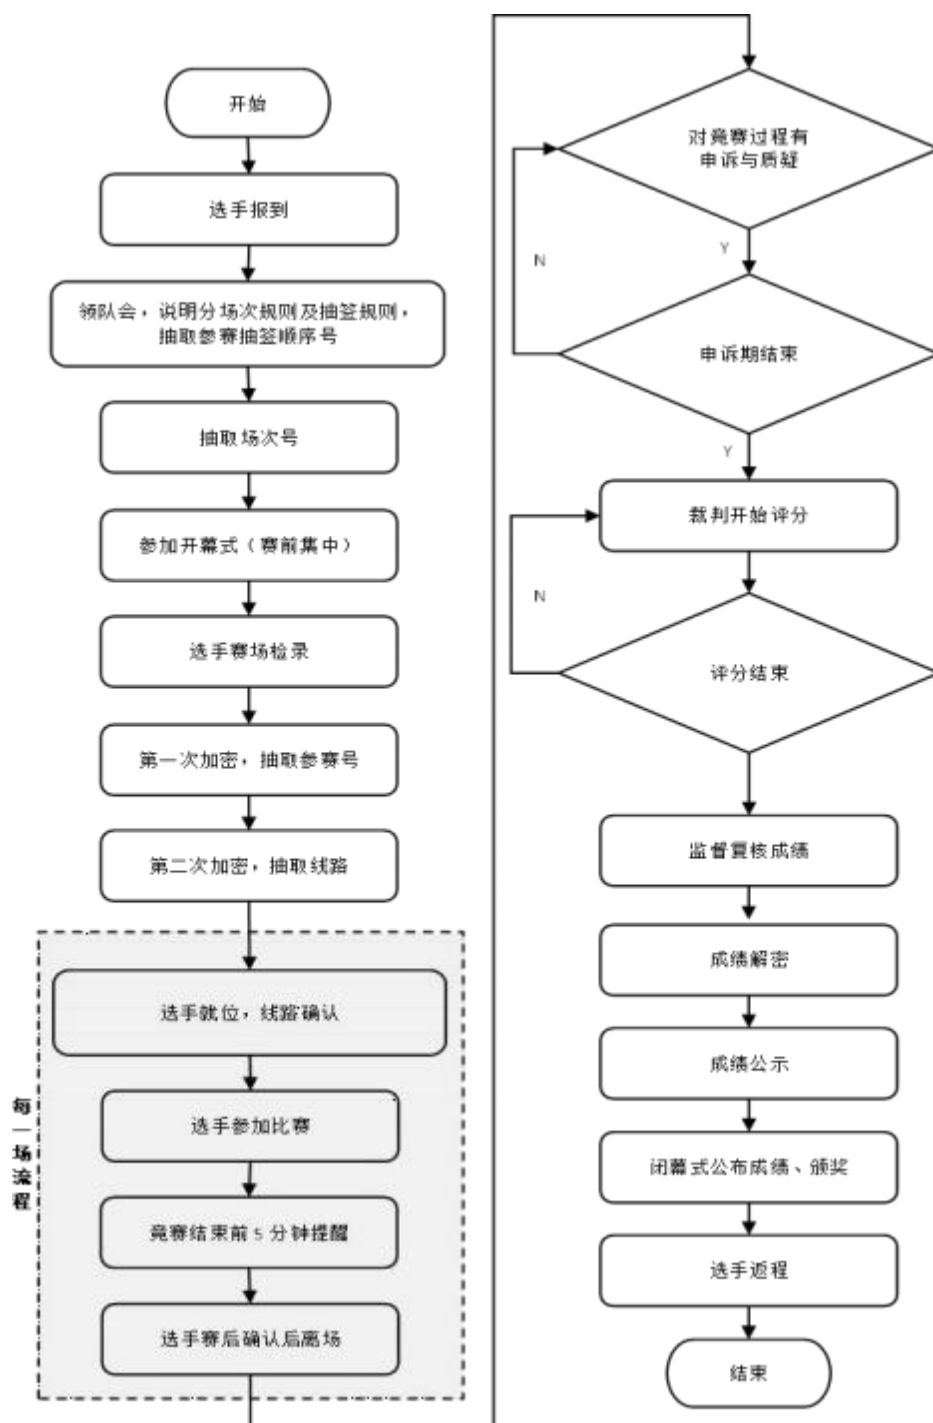 开始
选手报到
领队会，说明分场次规则及抽签规则，
抽取参赛抽签顺序号
抽取场次号
参加开幕式（赛前集中）
选手赛场检录
第一次加密，抽取参赛号
第二次加密，抽取线路
每一场流程
选手就位，线路确认
选手参加比赛
竞赛结束前5分钟提醒
选手赛后确认后离场
对竞赛过程有
申诉与质疑
Y
N
申诉期结束
Y
裁判开始评分
N
评分结束
监督复核成绩
成绩解密
成绩公示
闭幕式公布成绩、颁奖
选手返程
结束